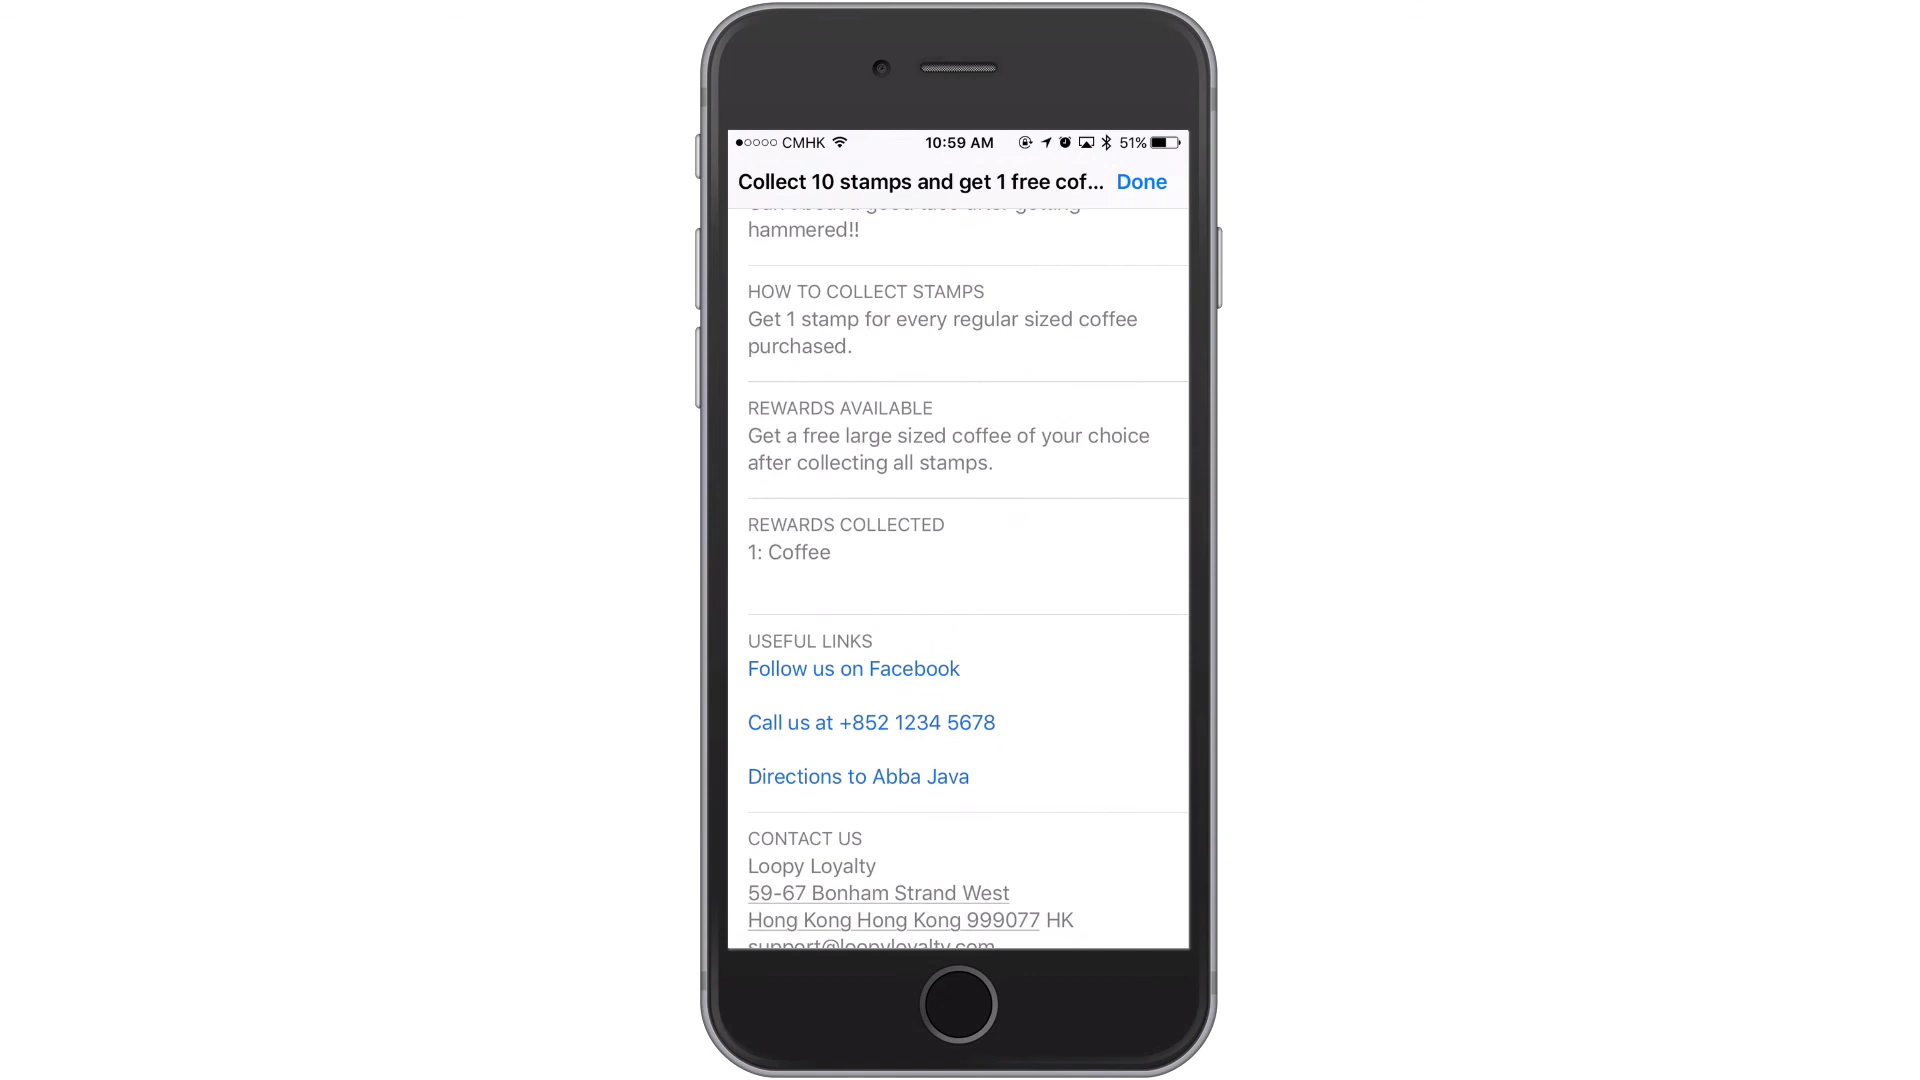 CMHK
10:59 AM
51%
Collect 10 stamps and get 1 free cof...
Done
hammered!!
HOW TO COLLECT STAMPS
Get 1 stamp for every regular sized coffee
purchased.
REWARDS AVAILABLE
Get a free large sized coffee of your choice
after collecting all stamps.
REWARDS COLLECTED
1: Coffee
USEFUL LINKS
Follow us on Facebook
Call us at +852 1234 5678
Directions to Abba Java
CONTACT US
Loopy Loyalty
59-67 Bonham Strand West
Hong Kong Hong Kong 999077 HK
support@loopyloyalty.com